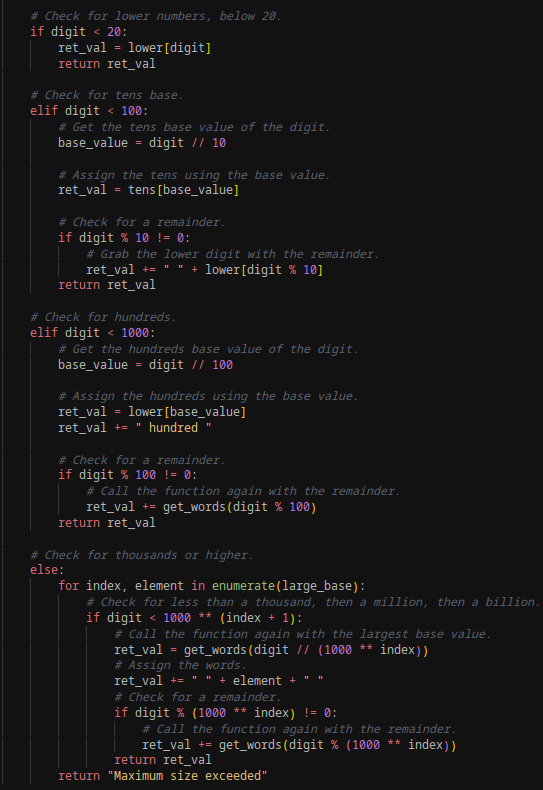 # Check for lower numbers, below 20.
if digit < 20:
ret_val = lower[digit]
return ret_val
# Check for tens base.
elif digit < 100:
# Get the tens base value of the digit.
base_value = digit // 10
# Assign the tens using the base value.
ret_val = tens[base_value]
# Check for a remainder.
if digit % 10 != 0:
# Grab the lower digit with the remainder.
ret_val += " " + lower[digit % 10]
return ret_val
# Check for hundreds.
elif digit < 1000:
# Get the hundreds base value of the digit.
base_value = digit // 100
# Assign the hundreds using the base value.
ret_val = lower[base_value]
ret_val += " hundred "
# Check for a remainder.
if digit % 100 != 0:
# Call the function again with the remainder.
ret_val += get_words(digit % 100)
return ret_val
# Check for thousands or higher.
else:
for index, element in enumerate(large_base):
# Check for less than a thousand, then a million, then a billion.
if digit < 1000 ** (index + 1):
# Call the function again with the largest base value.
ret_val = get_words(digit // (1000 ** index))
# Assign the words.
ret_val += " " + element + " "
# Check for a remainder.
if digit % (1000 ** index) != 0:
# Call the function again with the remainder.
ret_val += get_words(digit % (1000 ** index))
return ret_val
return "Maximum size exceeded"